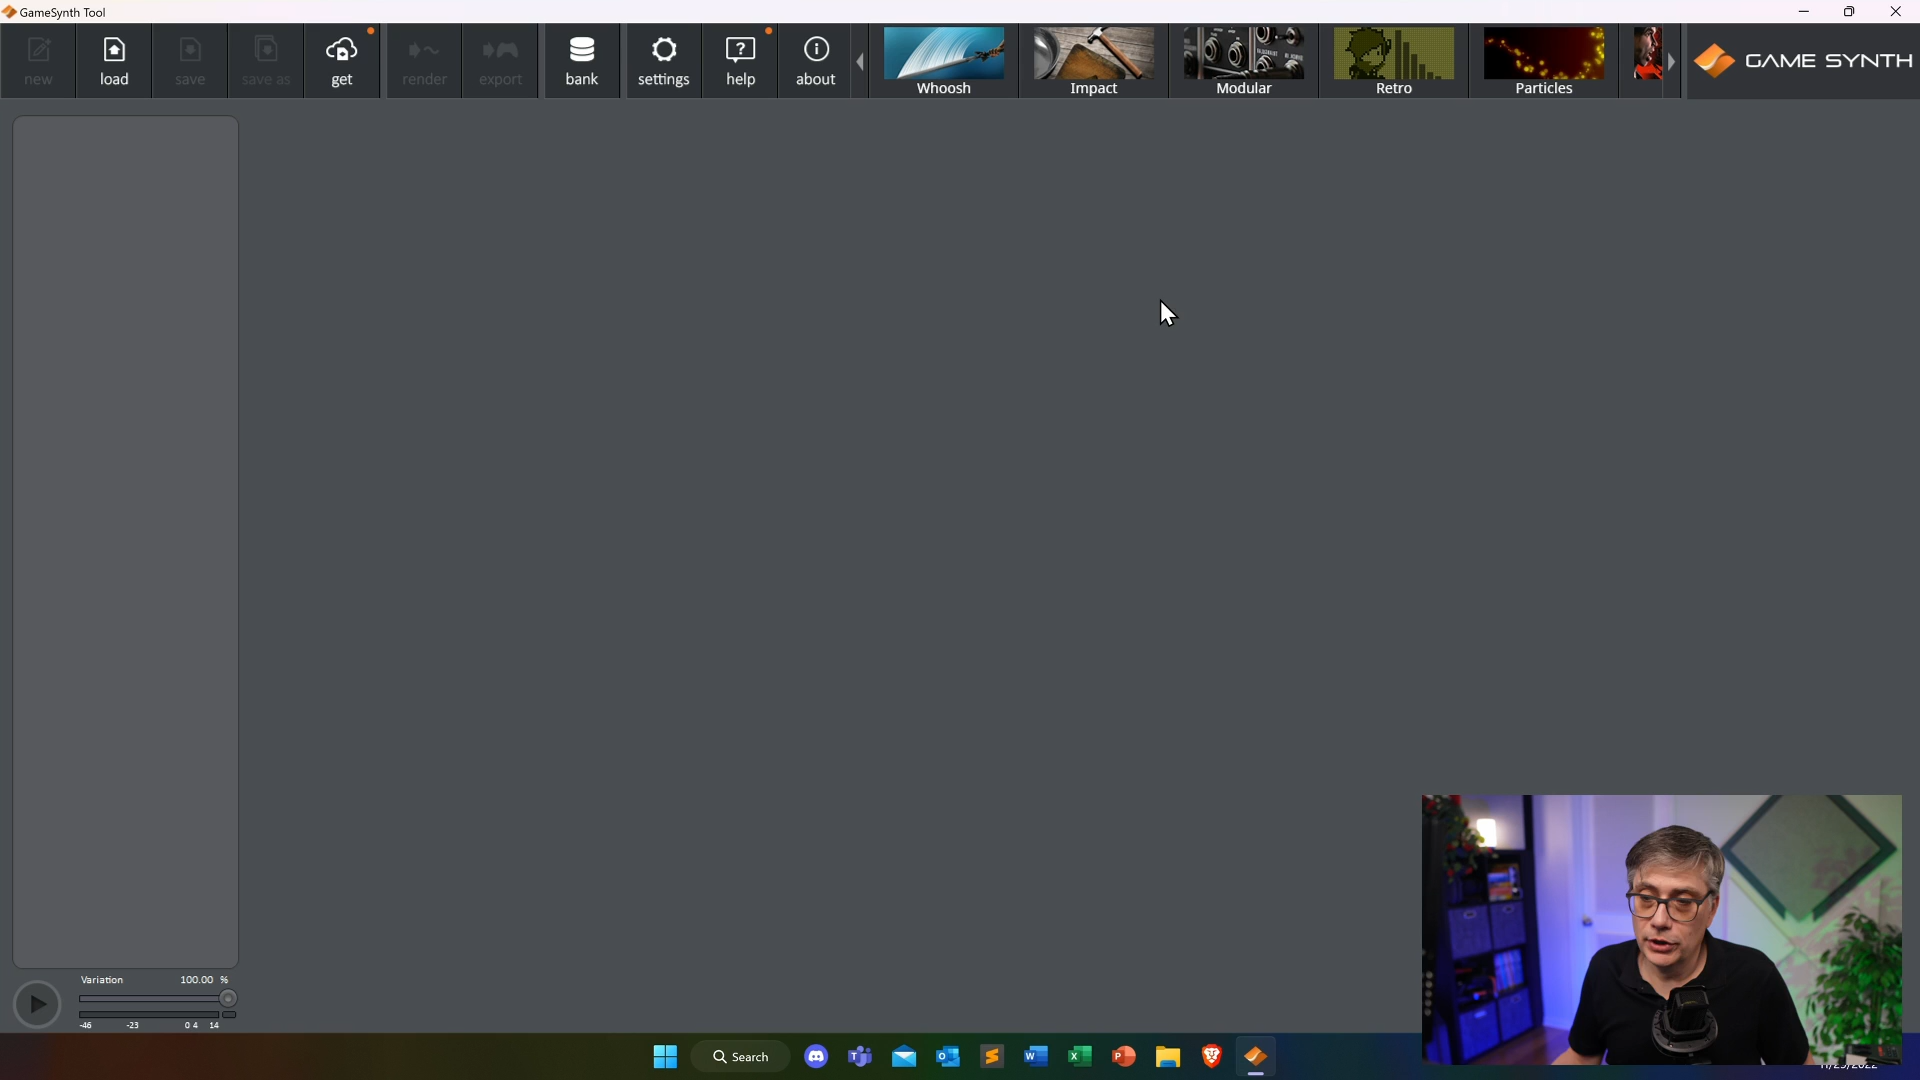 GameSynth Tool
new
load
save
save as
get
render
export
bank
settings
help
about
Whoosh
Impact
Modular
Retro
Particles
GAME SYNTH
Variation 100.00 %
-46 -23 0 4 14
Search